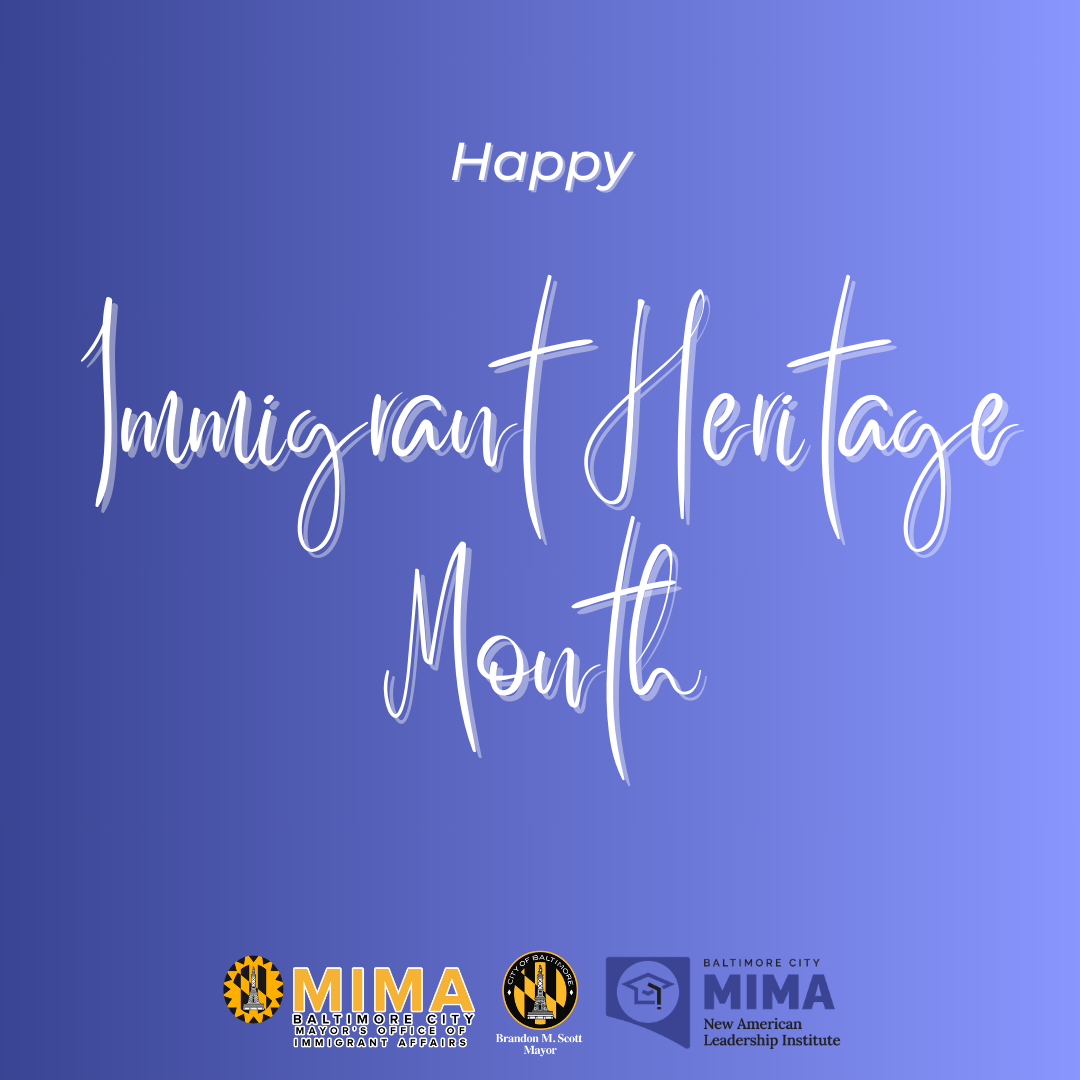 Happy
Immigrant Heritage
Month
MIMA
BALTIMORE CITY
MAYOR'S OFFICE OF
IMMIGRANT AFFAIRS
CITY OF BALTIMORE
Brandon M. Scott
Mayor
BALTIMORE CITY
MIMA
New American
Leadership Institute